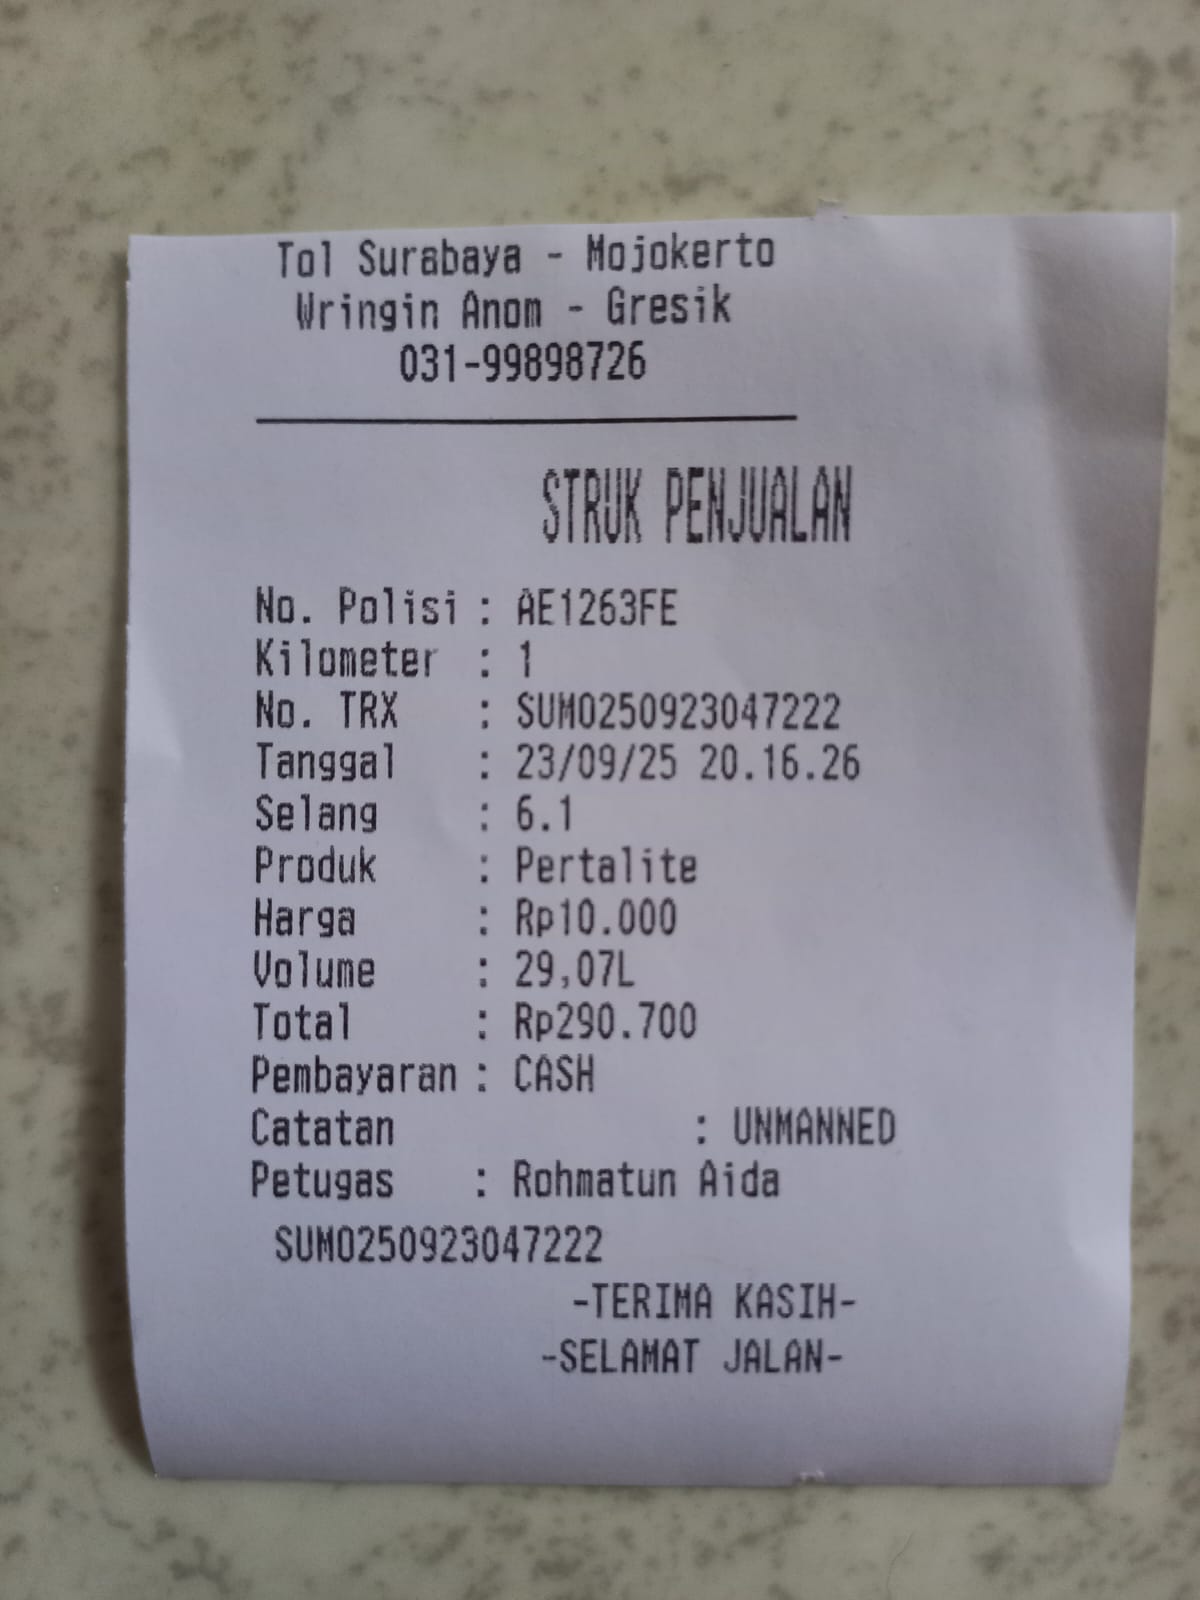 Tol Surabaya - Mojokerto
Wringin Anom - Gresik
031-99898726
STRUK PENJUALAN
No. Polisi : AE1263FE
Kilometer : 1
No. TRX : SUMO250923047222
Tanggal : 23/09/25 20.16.26
Selang : 6.1
Produk : Pertalite
Harga : Rp10.000
Volume : 29,07L
Total : Rp290.700
Pembayaran : CASH
Catatan : UNMANNED
Petugas : Rohmatun Aida
SUMO250923047222
-TERIMA KASIH-
-SELAMAT JALAN-